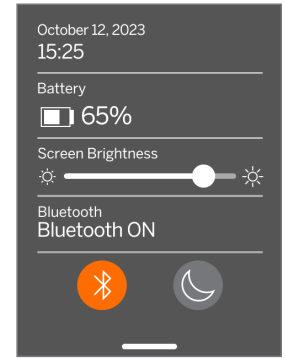 October 12, 2023
15:25
Battery
65%
Screen Brightness
Bluetooth
Bluetooth ON